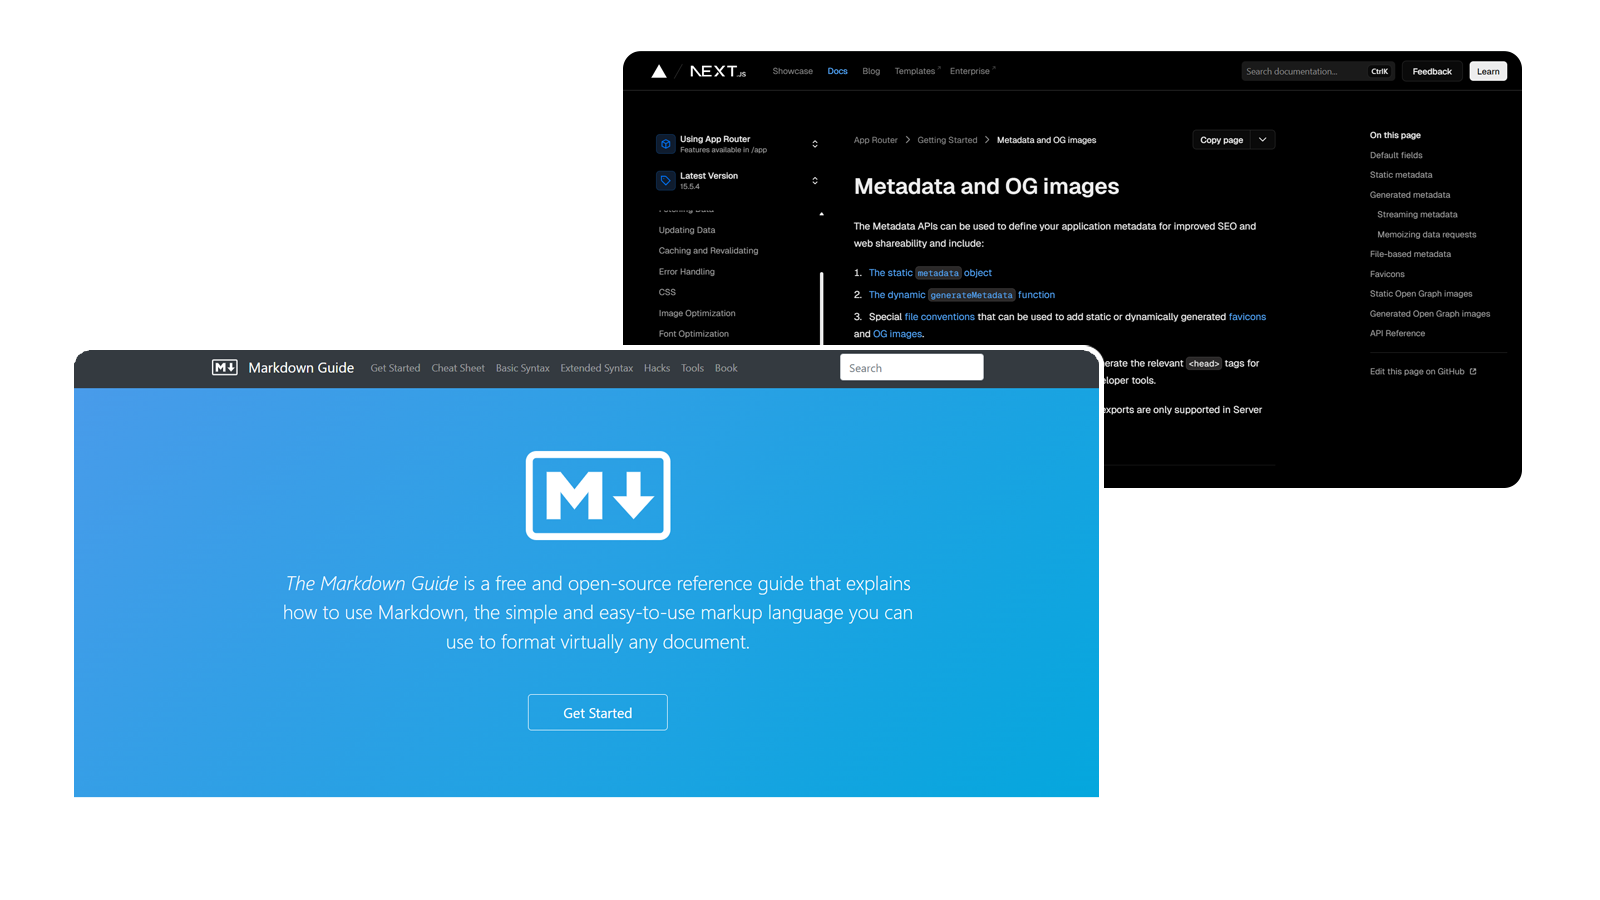 NEXT.JS
Showcase
Docs
Blog
Templates
Enterprise
Search documentation...
CtrlK
Feedback
Learn
Using App Router
Features available in /app
Latest Version
15.5.4
Fetching Data
Updating Data
Caching and Revalidating
Error Handling
CSS
Image Optimization
Font Optimization
App Router > Getting Started > Metadata and OG images
Copy page
Metadata and OG images
The Metadata APIs can be used to define your application metadata for improved SEO and
web shareability and include:
1. The static metadata object
2. The dynamic generateMetadata function
3. Special file conventions that can be used to add static or dynamically generated favicons
and OG images.
erate the relevant <head> tags for
eloper tools.
exports are only supported in Server
On this page
Default fields
Static metadata
Generated metadata
Streaming metadata
Memoizing data requests
File-based metadata
Favicons
Static Open Graph images
Generated Open Graph images
API Reference
Edit this page on GitHub
M
Markdown Guide
Get Started
Cheat Sheet
Basic Syntax
Extended Syntax
Hacks
Tools
Book
Search
M
The Markdown Guide is a free and open-source reference guide that explains
how to use Markdown, the simple and easy-to-use markup language you can
use to format virtually any document.
Get Started